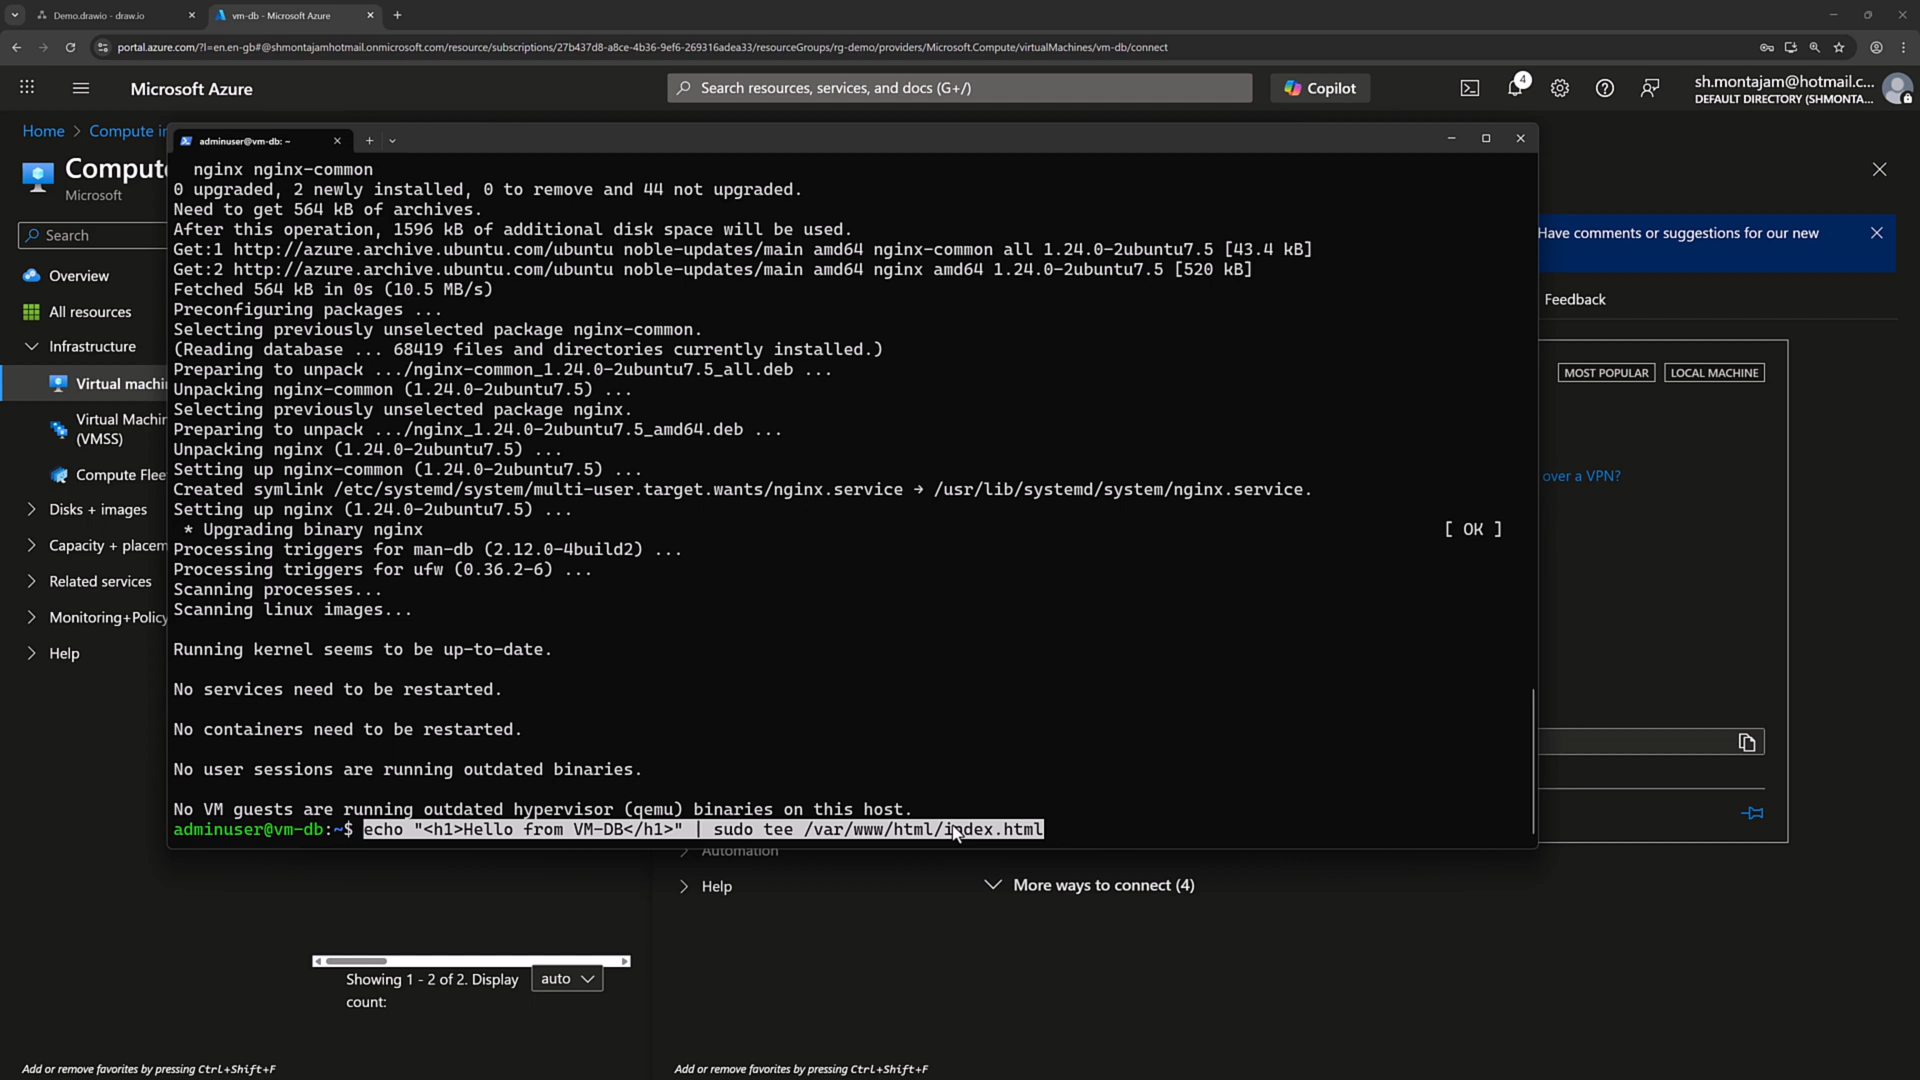 Demo.drawio - draw.io
vm-db - Microsoft Azure
portal.azure.com/?l=en.en-gb#@shmontajamhotmail.onmicrosoft.com/resource/subscriptions/27b437d8-a8ce-4b36-9ef6-269316adea33/resourceGroups/rg-demo/providers/Microsoft.Compute/virtualMachines/vm-db/connect
Microsoft Azure
Search resources, services, and docs (G+/)
Copilot
4
sh.montajam@hotmail.c...
DEFAULT DIRECTORY (SHMONTA...
Home > Compute in
Comput
Microsoft
Search
Overview
All resources
Infrastructure
Virtual machi
Virtual Machin
(VMSS)
Compute Flee
Disks + images
Capacity + placem
Related services
Monitoring+Policy
Help
adminuser@vm-db: ~
nginx nginx-common
0 upgraded, 2 newly installed, 0 to remove and 44 not upgraded.
Need to get 564 kB of archives.
After this operation, 1596 kB of additional disk space will be used.
Get:1 http://azure.archive.ubuntu.com/ubuntu noble-updates/main amd64 nginx-common all 1.24.0-2ubuntu7.5 [43.4 kB]
Get:2 http://azure.archive.ubuntu.com/ubuntu noble-updates/main amd64 nginx amd64 1.24.0-2ubuntu7.5 [520 kB]
Fetched 564 kB in 0s (10.5 MB/s)
Preconfiguring packages ...
Selecting previously unselected package nginx-common.
(Reading database ... 68419 files and directories currently installed.)
Preparing to unpack .../nginx-common_1.24.0-2ubuntu7.5_all.deb ...
Unpacking nginx-common (1.24.0-2ubuntu7.5) ...
Selecting previously unselected package nginx.
Preparing to unpack .../nginx_1.24.0-2ubuntu7.5_amd64.deb ...
Unpacking nginx (1.24.0-2ubuntu7.5) ...
Setting up nginx-common (1.24.0-2ubuntu7.5) ...
Created symlink /etc/systemd/system/multi-user.target.wants/nginx.service → /usr/lib/systemd/system/nginx.service.
Setting up nginx (1.24.0-2ubuntu7.5) ...
* Upgrading binary nginx [ OK ]
Processing triggers for man-db (2.12.0-4build2) ...
Processing triggers for ufw (0.36.2-6) ...
Scanning processes...
Scanning linux images...
Running kernel seems to be up-to-date.
No services need to be restarted.
No containers need to be restarted.
No user sessions are running outdated binaries.
No VM guests are running outdated hypervisor (qemu) binaries on this host.
adminuser@vm-db:~$ echo "<h1>Hello from VM-DB</h1>" | sudo tee /var/www/html/index.html
Have comments or suggestions for our new
Feedback
MOST POPULAR
LOCAL MACHINE
over a VPN?
Automation
Help
More ways to connect (4)
Showing 1 - 2 of 2. Display
count:
auto
Add or remove favorites by pressing Ctrl+Shift+F
Add or remove favorites by pressing Ctrl+Shift+F